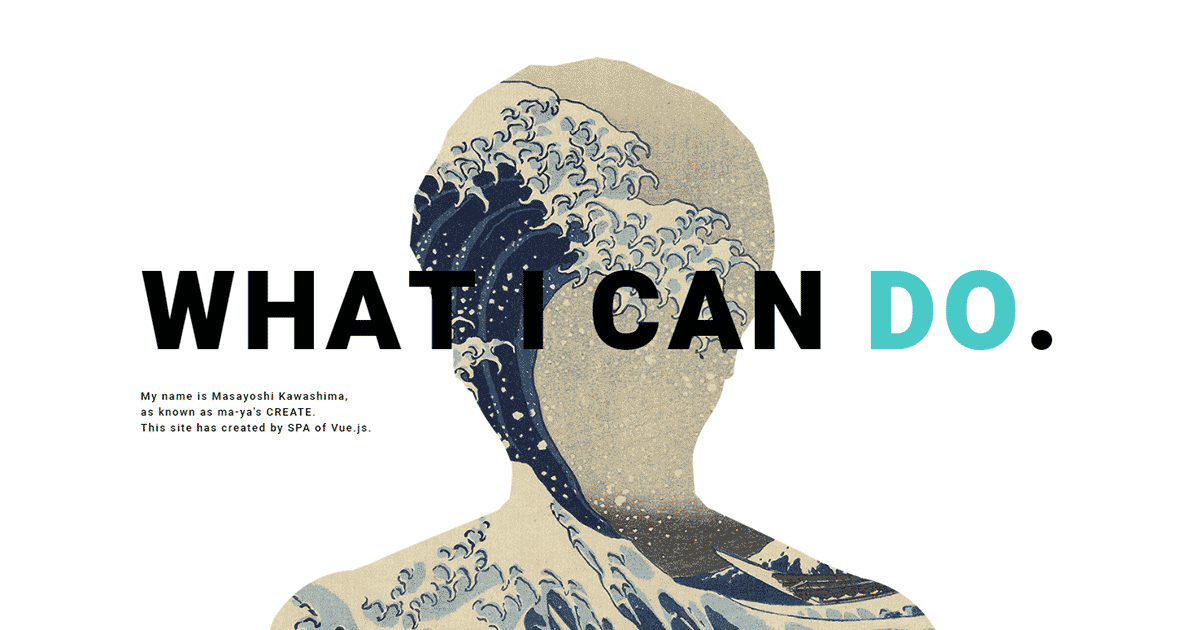 WHAT I CAN DO.
My name is Masayoshi Kawashima,
as known as ma-ya's CREATE.
This site has created by SPA of Vue.js.